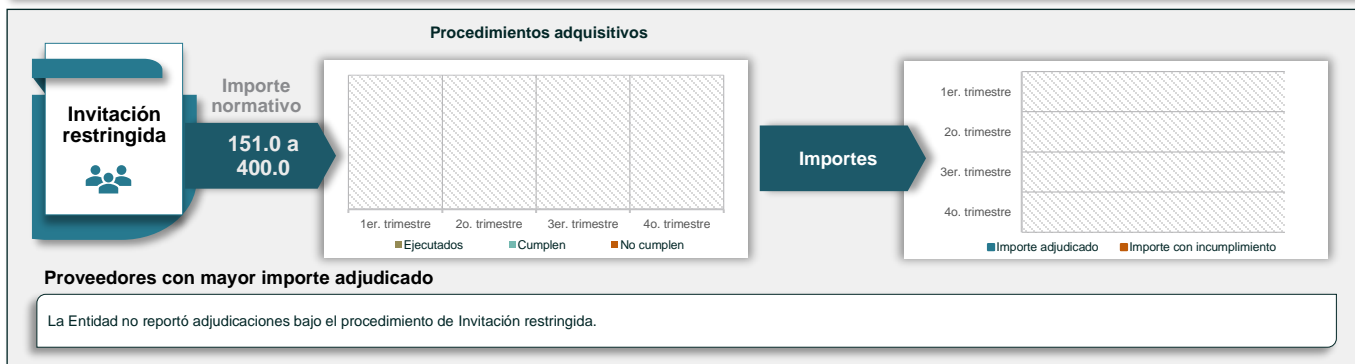 Procedimientos adquisitivos
Invitación
restringida
Importe
normativo
151.0 a
400.0
1er. trimestre
2o. trimestre
3er. trimestre
4o. trimestre
Ejecutados
Cumplen
No cumplen
Importes
1er. trimestre
2o. trimestre
3er. trimestre
4o. trimestre
Importe adjudicado
Importe con incumplimiento
Proveedores con mayor importe adjudicado
La Entidad no reportó adjudicaciones bajo el procedimiento de Invitación restringida.